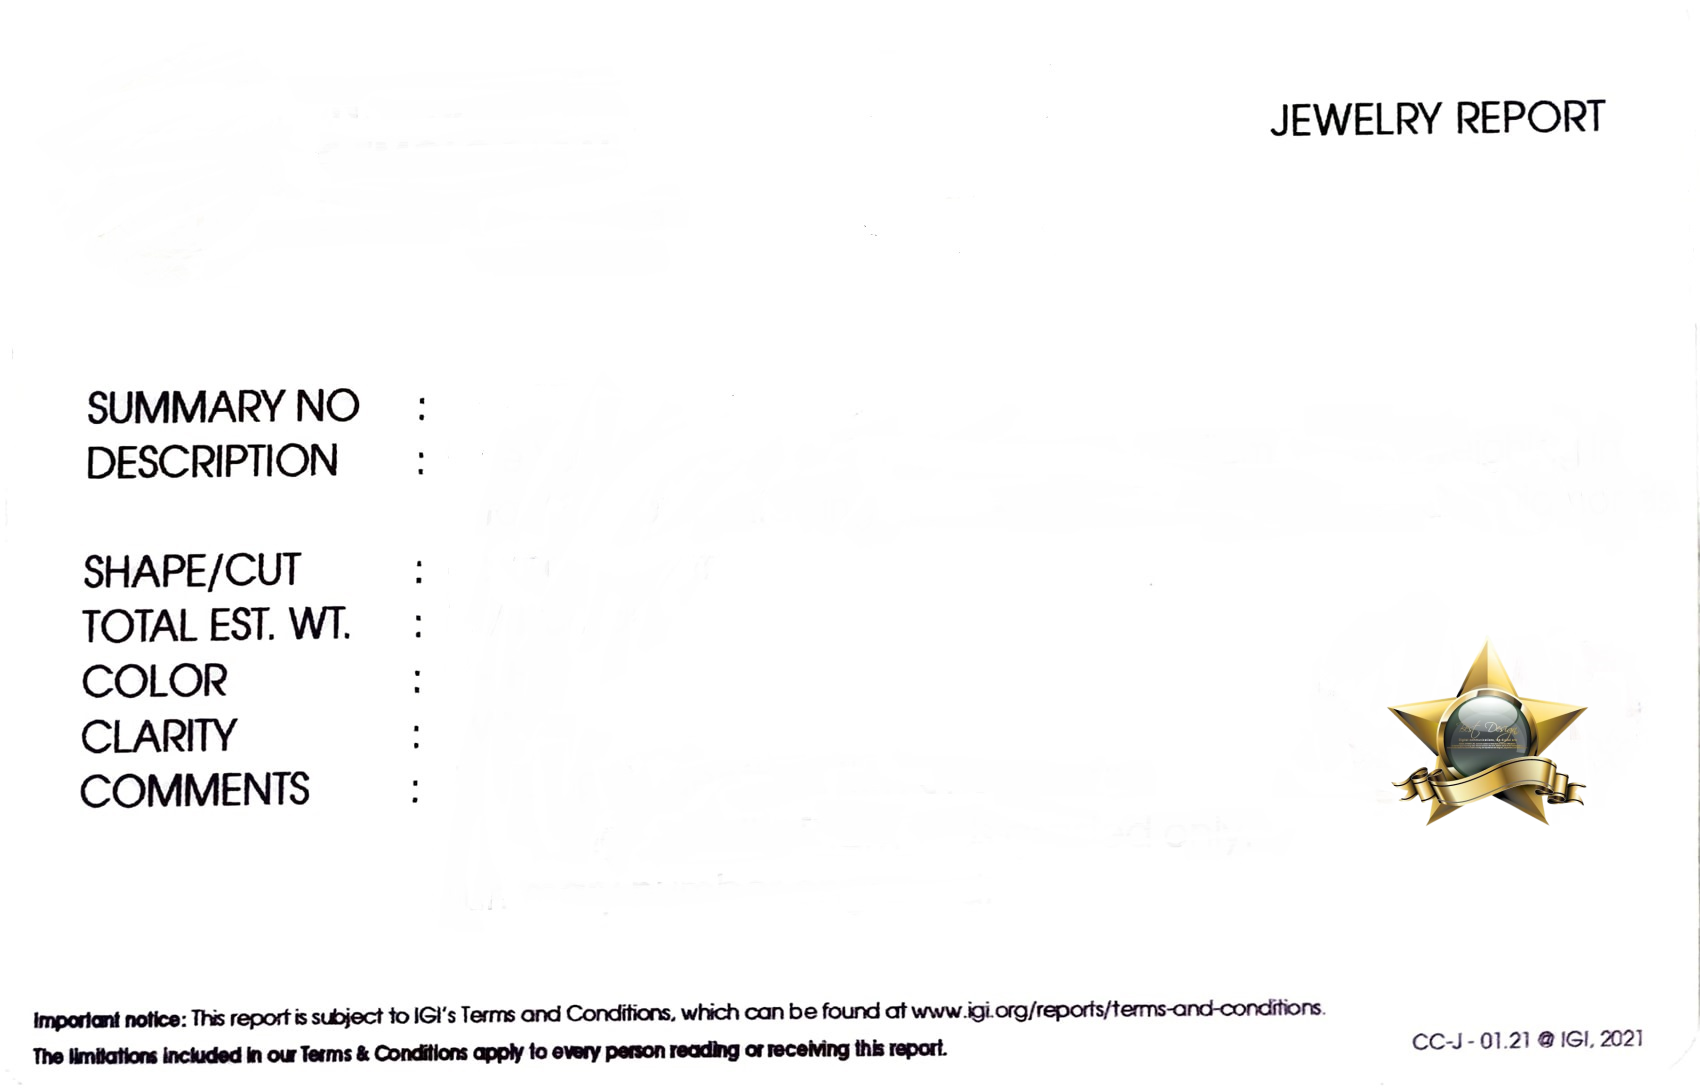 JEWELRY REPORT
SUMMARY NO :
DESCRIPTION :
SHAPE/CUT :
TOTAL EST. WT. :
COLOR :
CLARITY :
COMMENTS :
Best Design
Important notice: This report is subject to IGI's Terms and Conditions, which can be found at www.igi.org/reports/terms-and-conditions.
The limitations included in our Terms & Conditions apply to every person reading or receiving this report.
CC-J - 01.21 @ IGI, 2021